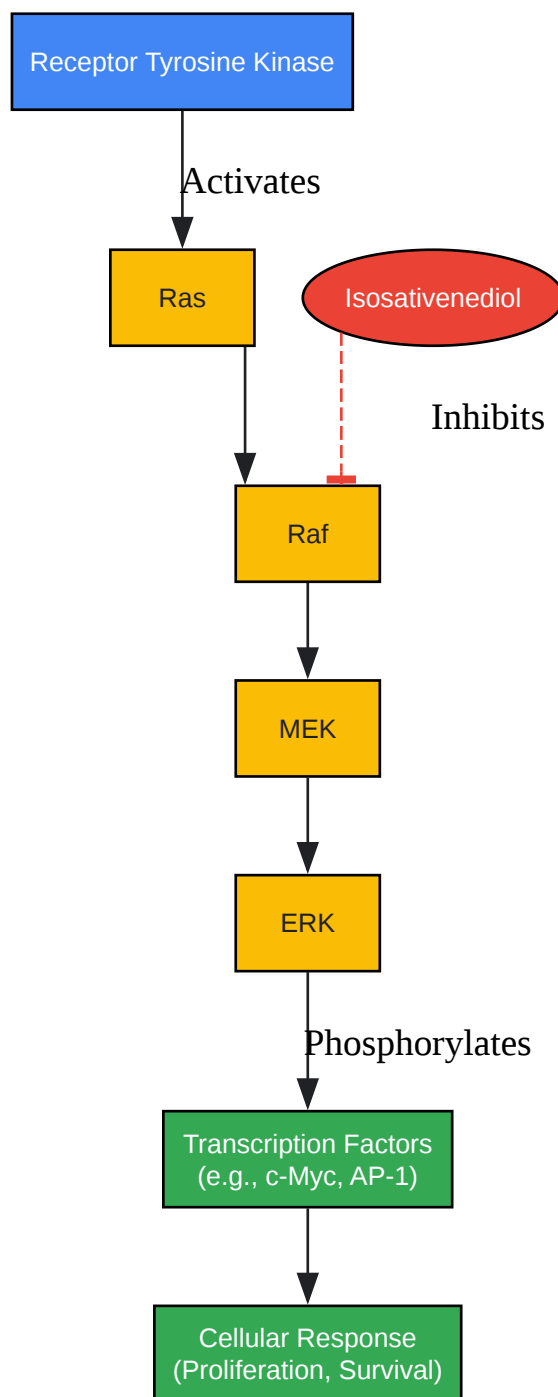 Receptor Tyrosine Kinase
Activates
Ras
Isosativenediol
Inhibits
Raf
MEK
ERK
Phosphorylates
Transcription Factors
(e.g., c-Myc, AP-1)
Cellular Response
(Proliferation, Survival)